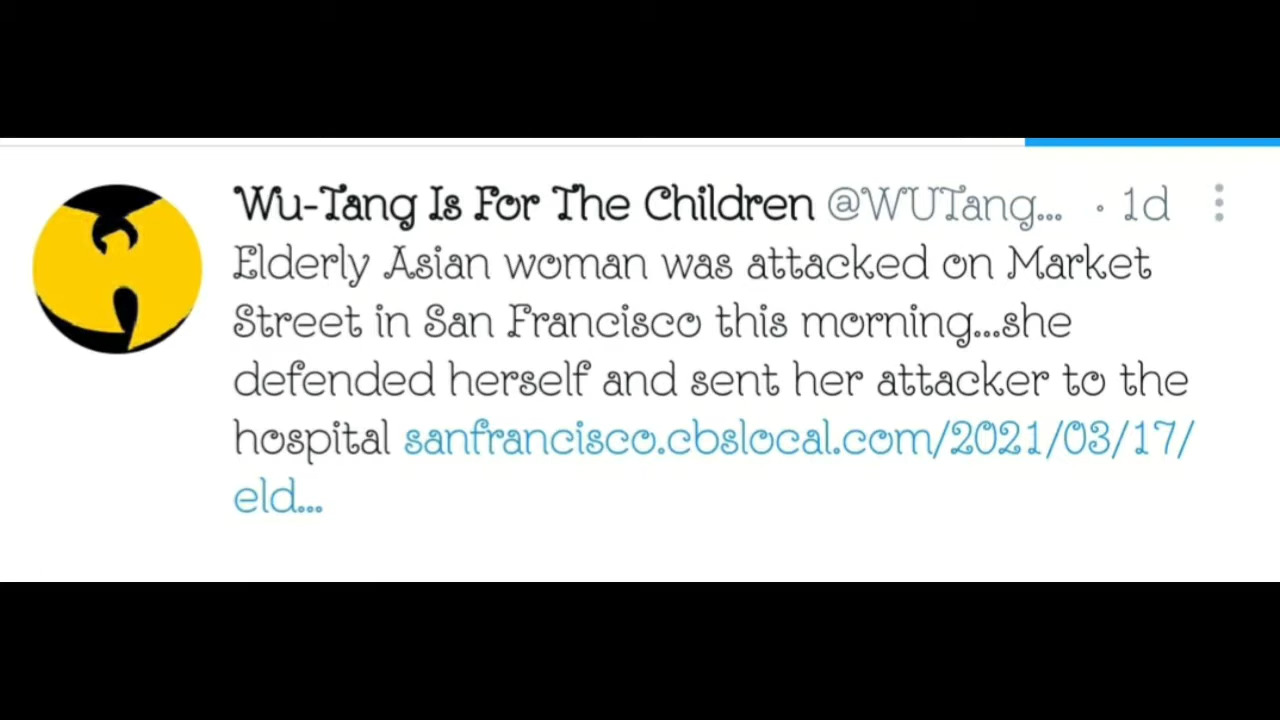 Wu-Tang Is For The Children @WUTang... · 1d
Elderly Asian woman was attacked on Market
Street in San Francisco this morning...she
defended herself and sent her attacker to the
hospital sanfrancisco.cbslocal.com/2021/03/17/
eld...